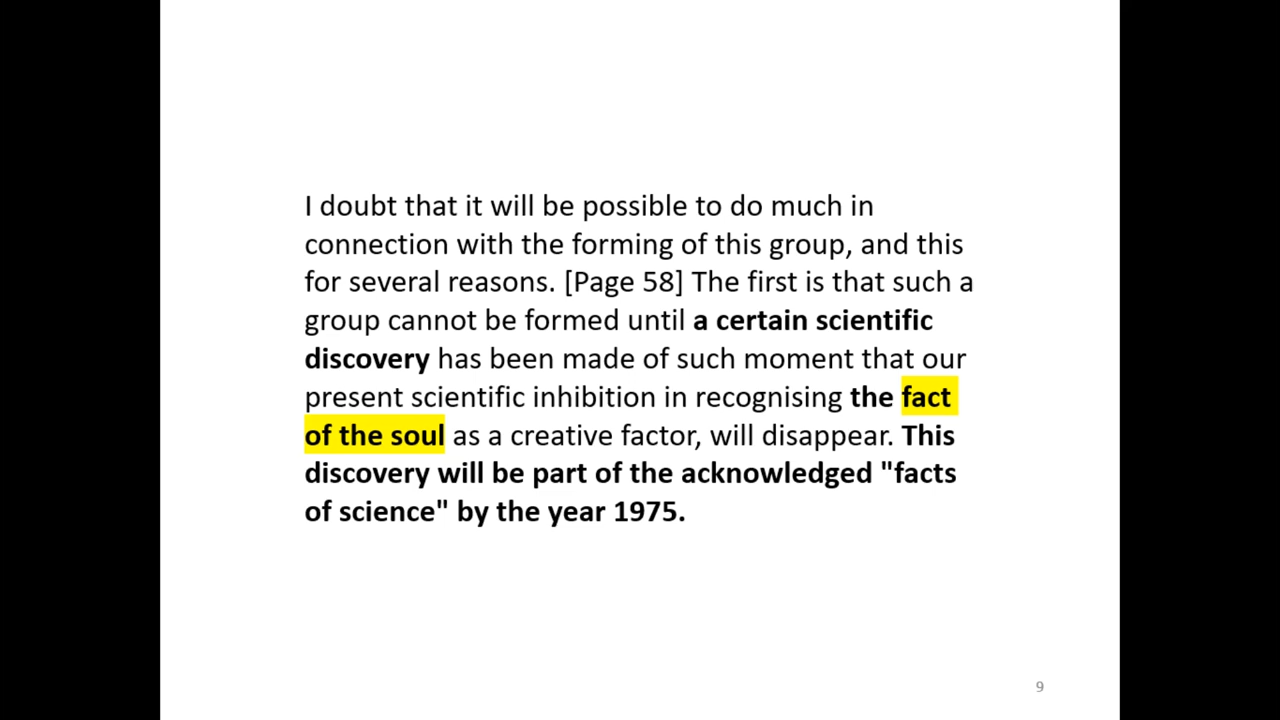 I doubt that it will be possible to do much in
connection with the forming of this group, and this
for several reasons. [Page 58] The first is that such a
group cannot be formed until a certain scientific
discovery has been made of such moment that our
present scientific inhibition in recognising the fact
of the soul as a creative factor, will disappear. This
discovery will be part of the acknowledged "facts
of science" by the year 1975.
9